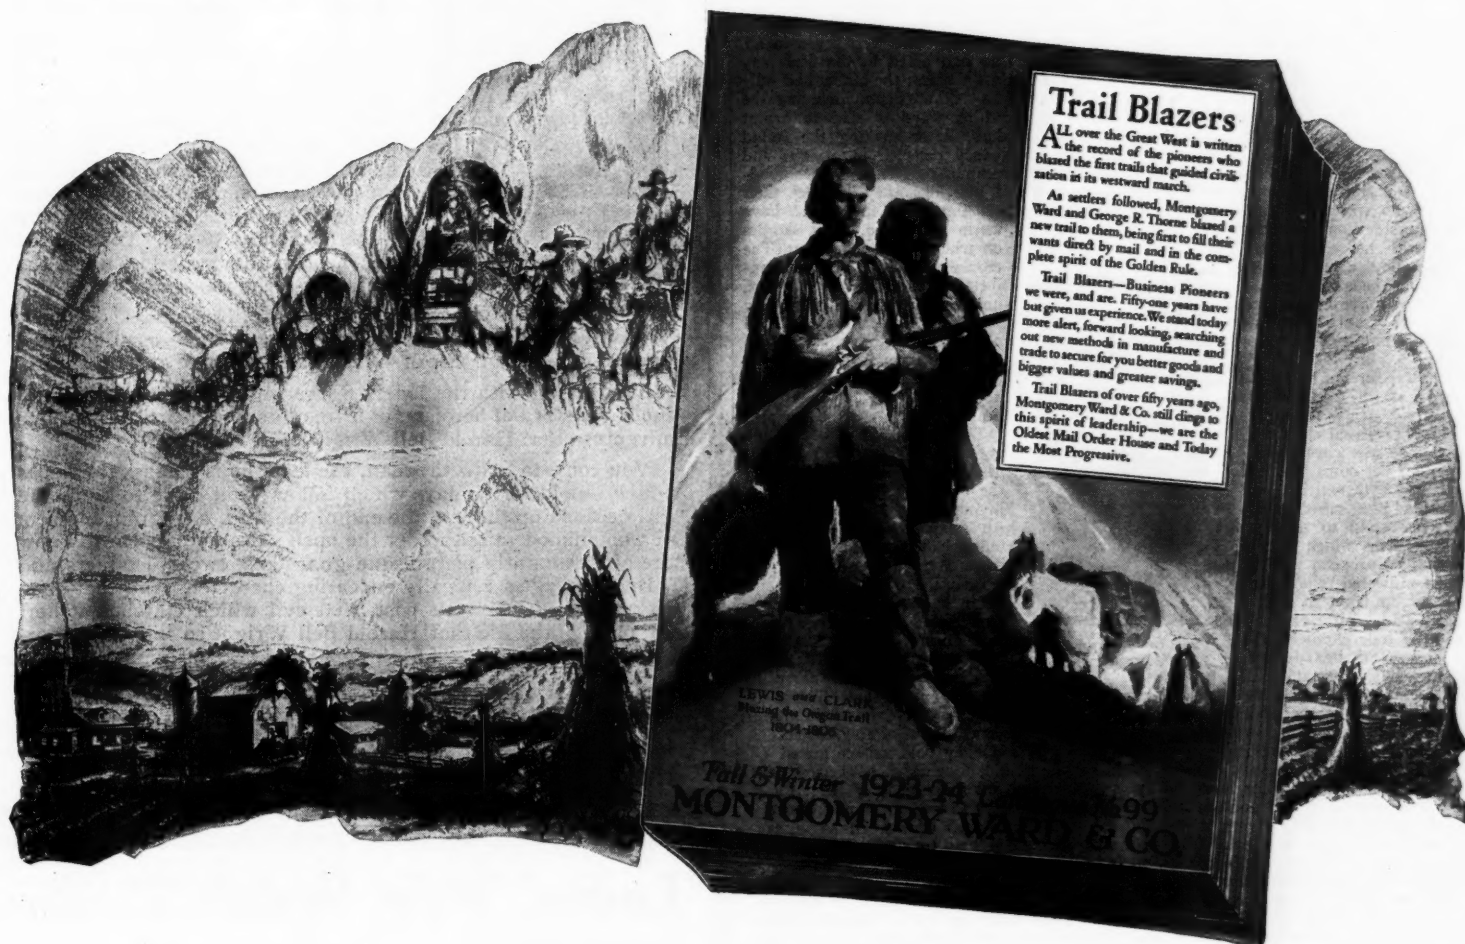 Trail Blazers
ALL over the Great West is written
the record of the pioneers who
blazed the first trails that guided civili-
zation in its westward march.
As settlers followed, Montgomery
Ward and George R. Thorne blazed a
new trail to them, being first to fill their
wants direct by mail and in the com-
plete spirit of the Golden Rule.
Trail Blazers—Business Pioneers
we were, and are. Fifty-one years have
but given us experience. We stand today
more alert, forward looking, searching
out new methods in manufacture and
trade to secure for you better goods and
bigger values and greater savings.
Trail Blazers of over fifty years ago,
Montgomery Ward & Co. still clings to
this spirit of leadership—we are the
Oldest Mail Order House and Today
the Most Progressive.
LEWIS and CLARK
Blazing the Oregon Trail
1804-1806
Fall & Winter 1923-24
MONTGOMERY WARD & CO.